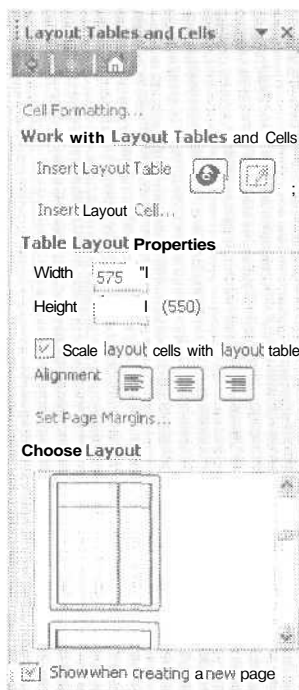 Layout Tables and Cells
Cell Formatting...
Work with Layout Tables and Cells
Insert Layout Table
Insert Layout Cell...
Table Layout Properties
Width 575
Height (550)
Scale layout cells with layout table
Alignment
Set Page Margins...
Choose Layout
Show when creating a new page